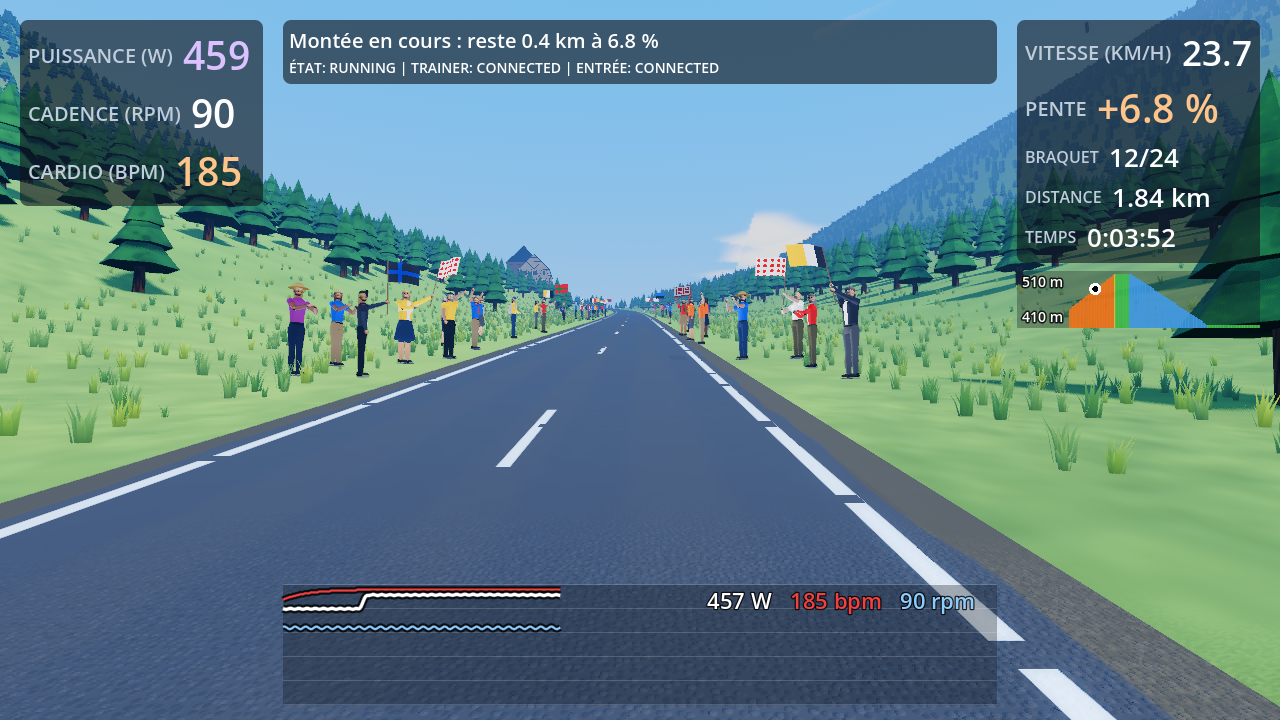 PUISSANCE (W) 459
CADENCE (RPM) 90
CARDIO (BPM) 185
Montée en cours : reste 0.4 km à 6.8 %
ÉTAT: RUNNING | TRAINER: CONNECTED | ENTRÉE: CONNECTED
VITESSE (KM/H) 23.7
PENTE +6.8 %
BRAQUET 12/24
DISTANCE 1.84 km
TEMPS 0:03:52
510 m
410 m
457 W 185 bpm 90 rpm